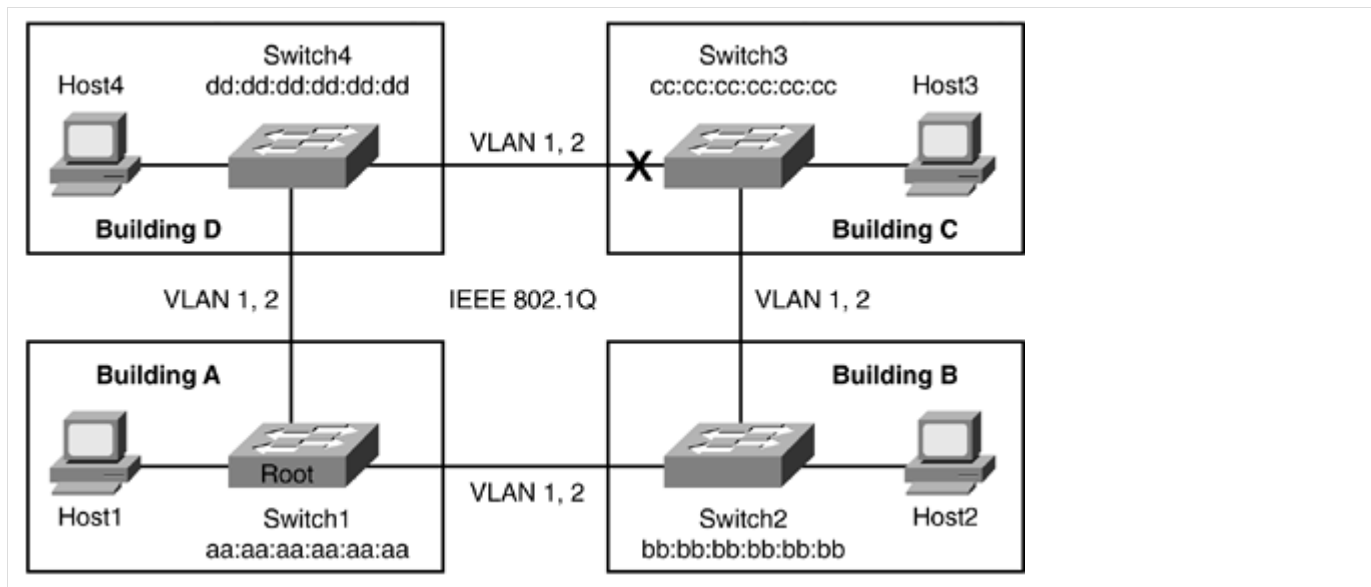 Switch4
dd:dd:dd:dd:dd:dd
Host4
Building D
VLAN 1, 2
Switch3
cc:cc:cc:cc:cc:cc
Host3
X
Building C
VLAN 1, 2
IEEE 802.1Q
VLAN 1, 2
Building A
Root
Host1
Switch1
aa:aa:aa:aa:aa:aa
VLAN 1, 2
Building B
Switch2
bb:bb:bb:bb:bb:bb
Host2